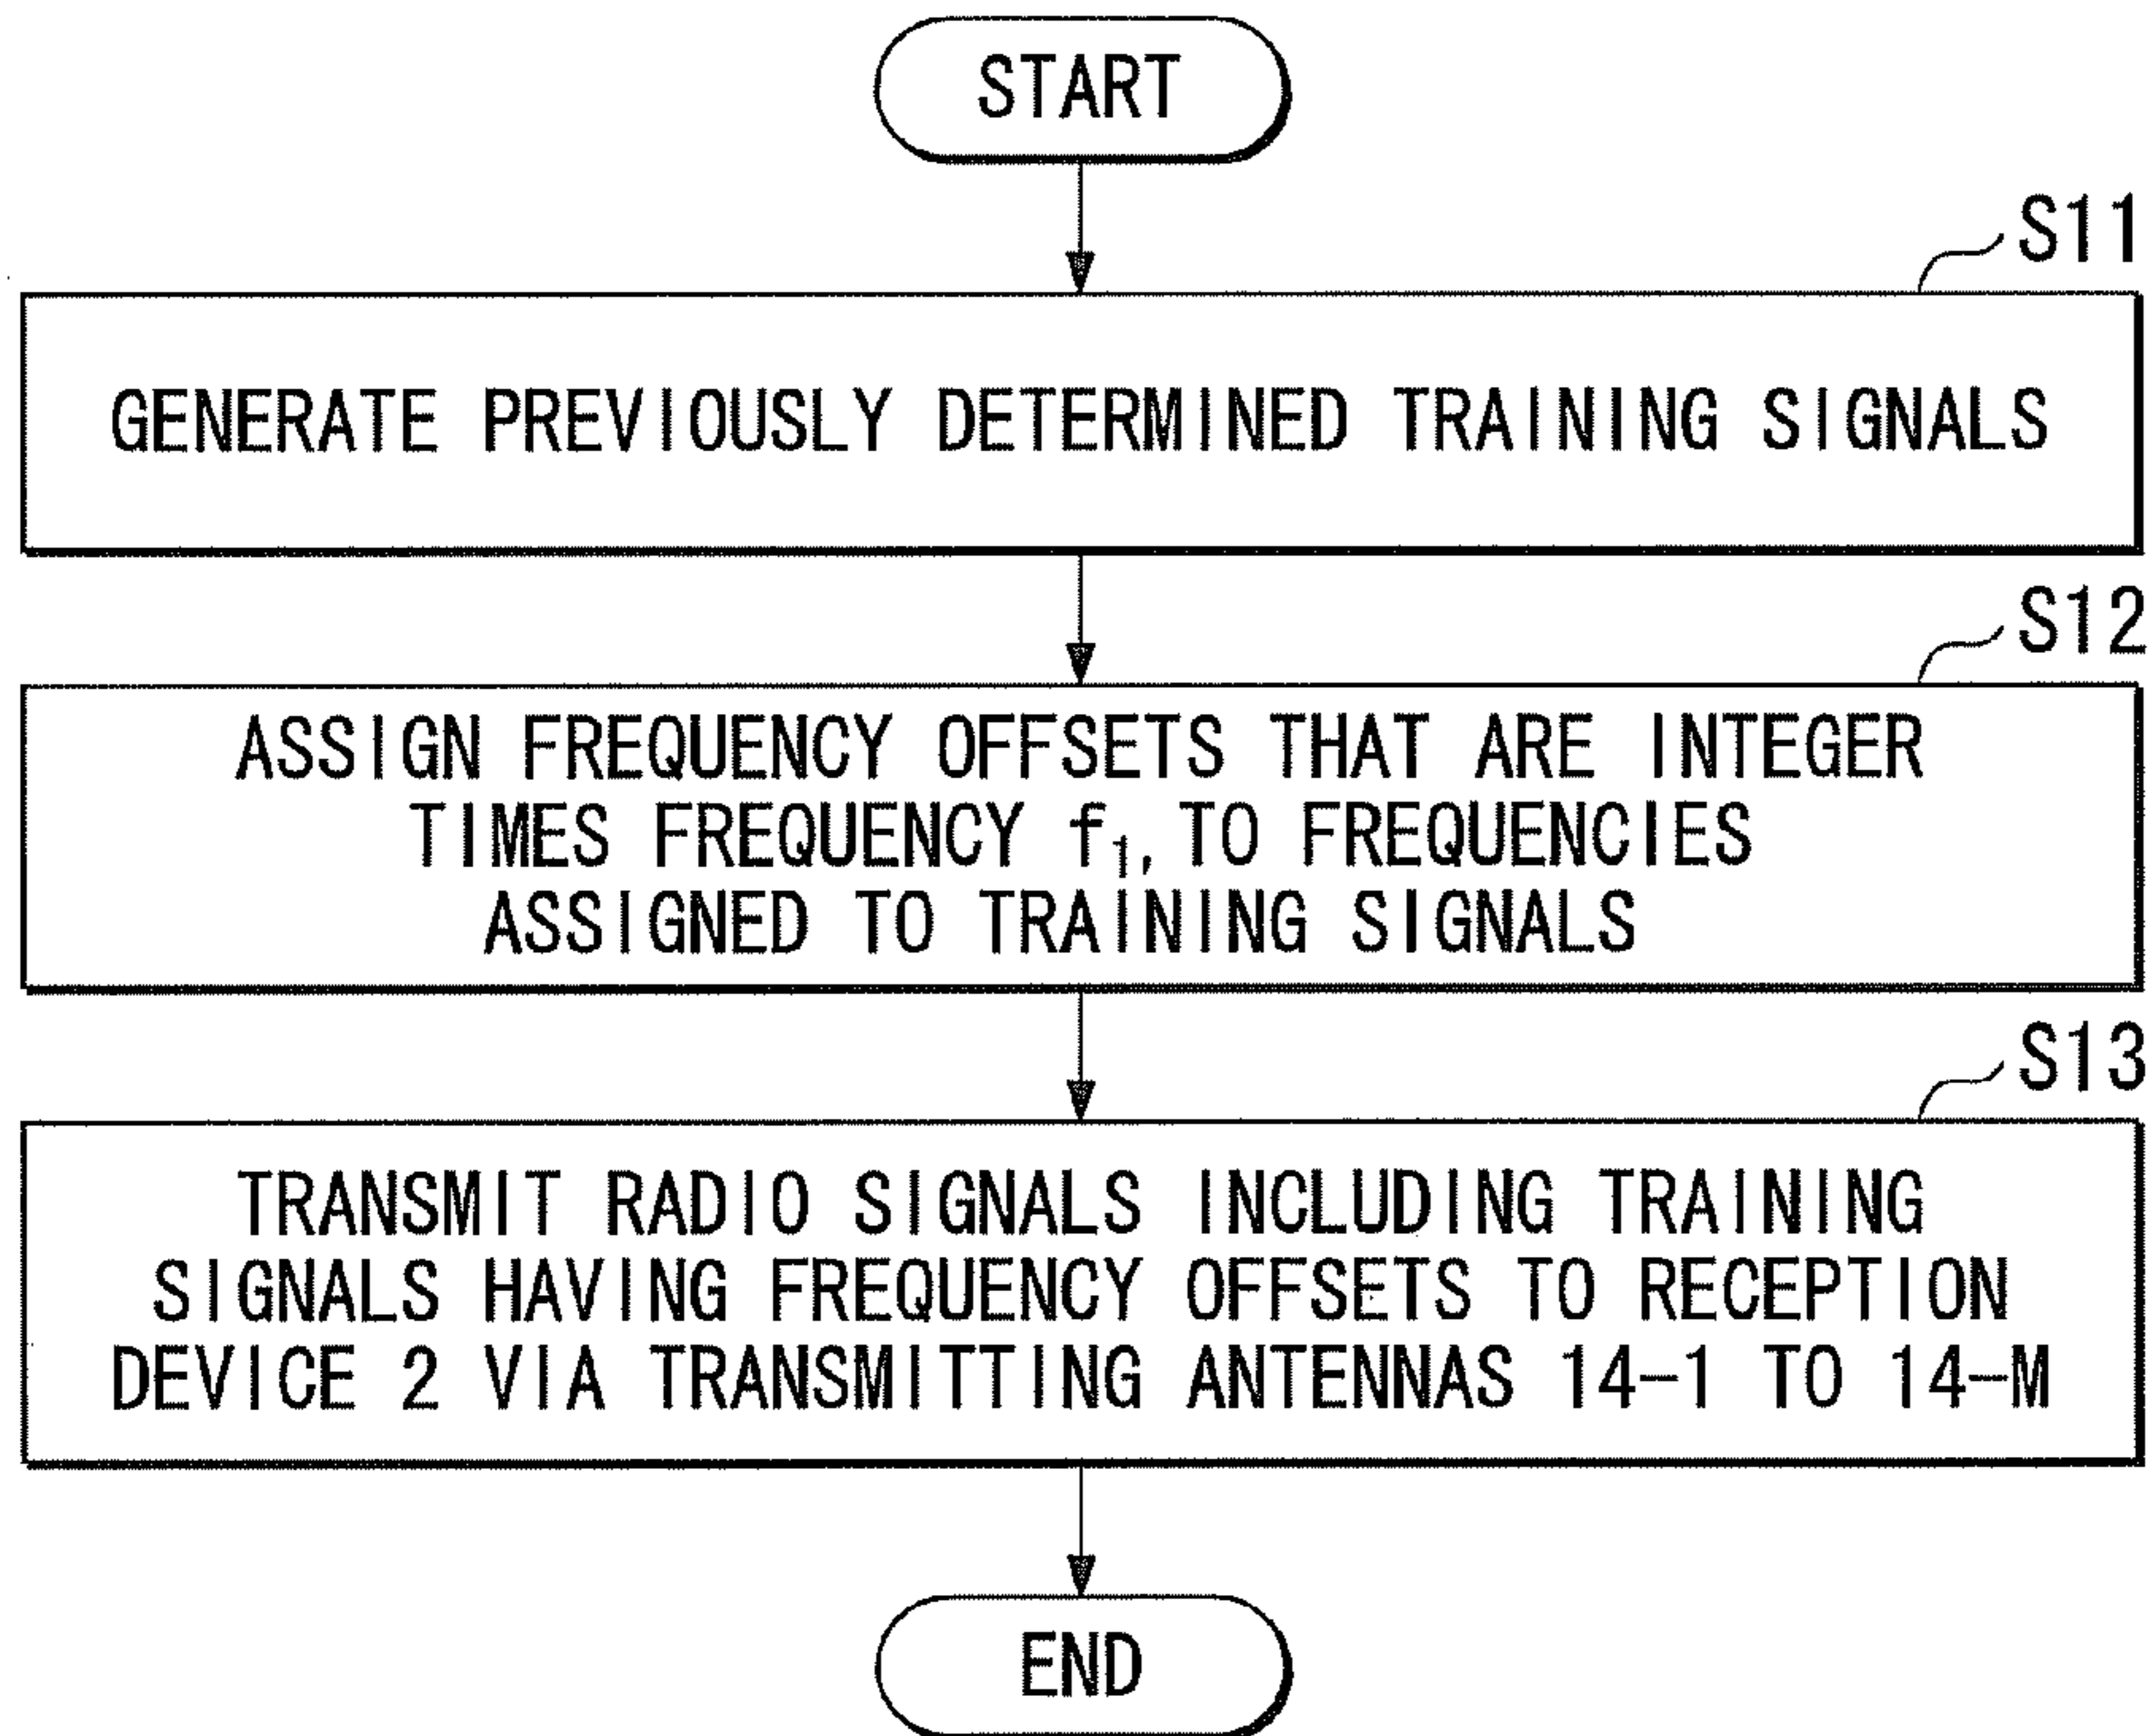 START
S11
GENERATE PREVIOUSLY DETERMINED TRAINING SIGNALS
S12
ASSIGN FREQUENCY OFFSETS THAT ARE INTEGER
TIMES FREQUENCY f₁, TO FREQUENCIES
ASSIGNED TO TRAINING SIGNALS
S13
TRANSMIT RADIO SIGNALS INCLUDING TRAINING
SIGNALS HAVING FREQUENCY OFFSETS TO RECEPTION
DEVICE 2 VIA TRANSMITTING ANTENNAS 14-1 TO 14-M
END